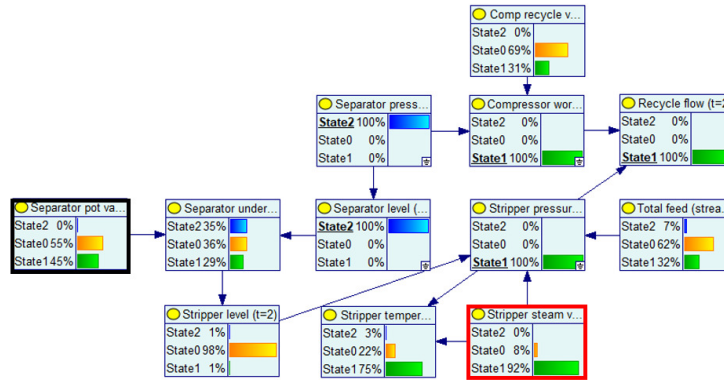 Comp recycle v...
State2 0%
State0 69%
State1 31%
Separator press...
State2 100%
State0 0%
State1 0%
Compressor wor...
State2 0%
State0 0%
State1 100%
Recycle flow (t=2
State2 0%
State0 0%
State1 100%
Separator pot va...
State2 0%
State0 55%
State1 45%
Separator under...
State2 35%
State0 36%
State1 29%
Separator level (...
State2 100%
State0 0%
State1 0%
Stripper pressur...
State2 0%
State0 0%
State1 100%
Total feed (strea...
State2 7%
State0 62%
State1 32%
Stripper level (t=2)
State2 1%
State0 98%
State1 1%
Stripper temper...
State2 3%
State0 22%
State1 75%
Stripper steam v...
State2 0%
State0 8%
State1 92%